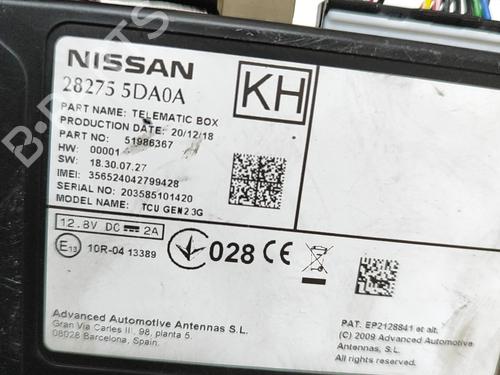 NISSAN
KH
28275 5DA0A
PART NAME: TELEMATIC BOX
PRODUCTION DATE: 20/12/18
PART NO: 51986367
HW: 00001
SW: 18.30.07.27
IMEI: 356524042799428
SERIAL NO: 203585101420
MODEL NAME: TCU GEN2 3G
12.8V DC 2A
E13 10R-04 13389
028 CE
Advanced Automotive Antennas S.L.
Gran Via Carles III, 98, planta 5.
08028 Barcelona, Spain.
PAT: EP2128841 et alt.
(C) 2009 Advanced Automotive
Antennas, S.L.
All rights reserved.